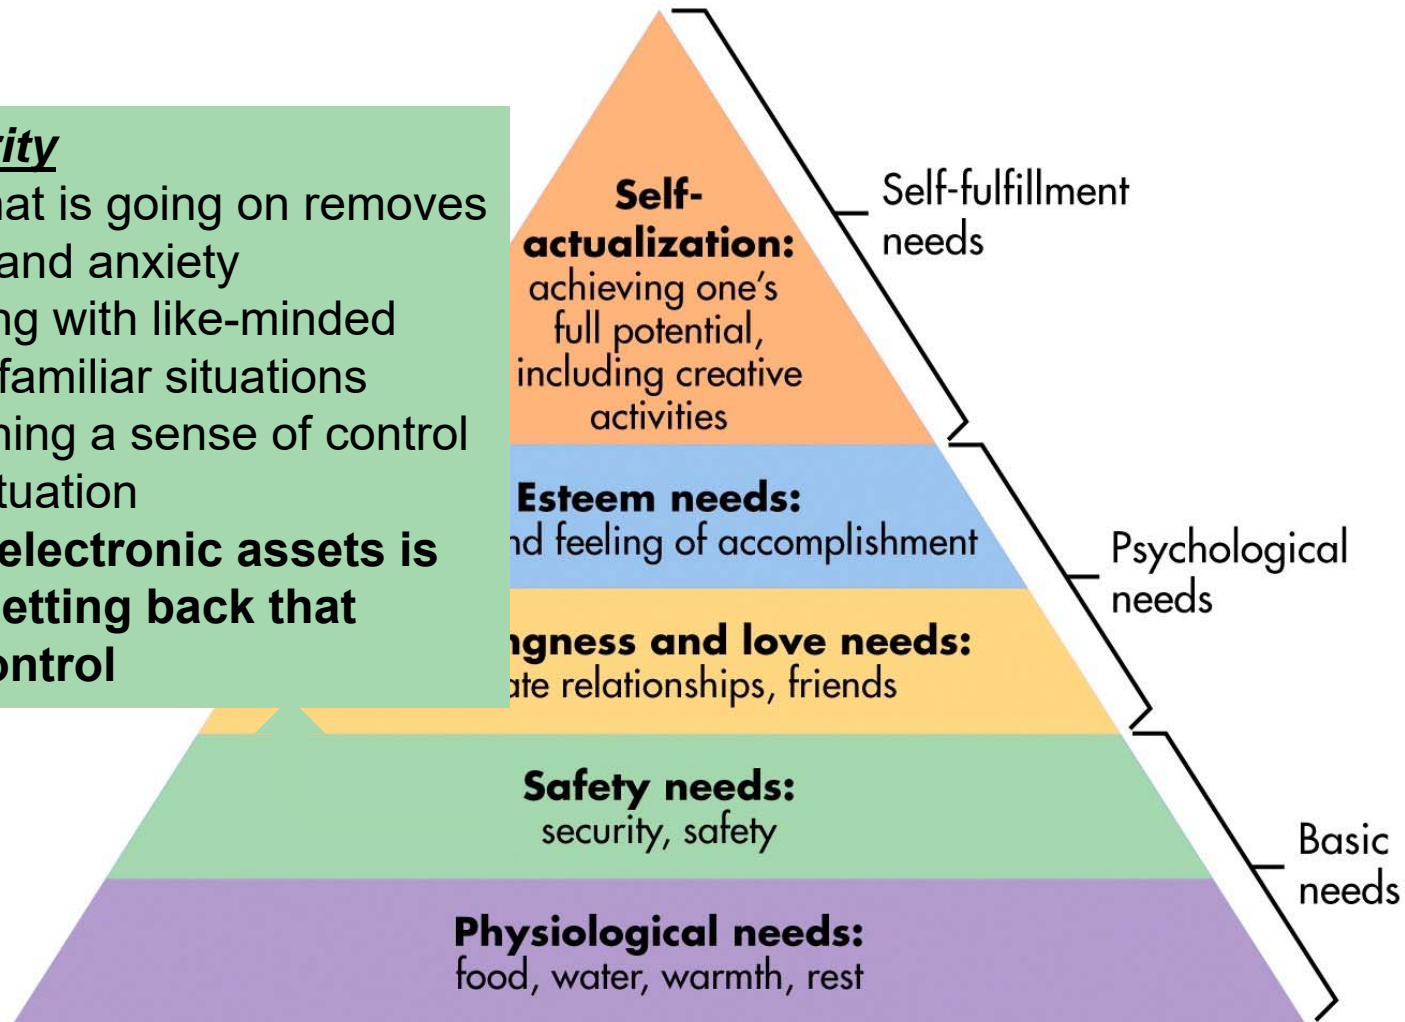 rity
hat is going on removes
and anxiety
ng with like-minded
familiar situations
ning a sense of control
tuation
electronic assets is
etting back that
ontrol
Self-
actualization:
achieving one's
full potential,
including creative
activities
Esteem needs:
nd feeling of accomplishment
ngness and love needs:
ate relationships, friends
Safety needs:
security, safety
Physiological needs:
food, water, warmth, rest
Self-fulfillment
needs
Psychological
needs
Basic
needs